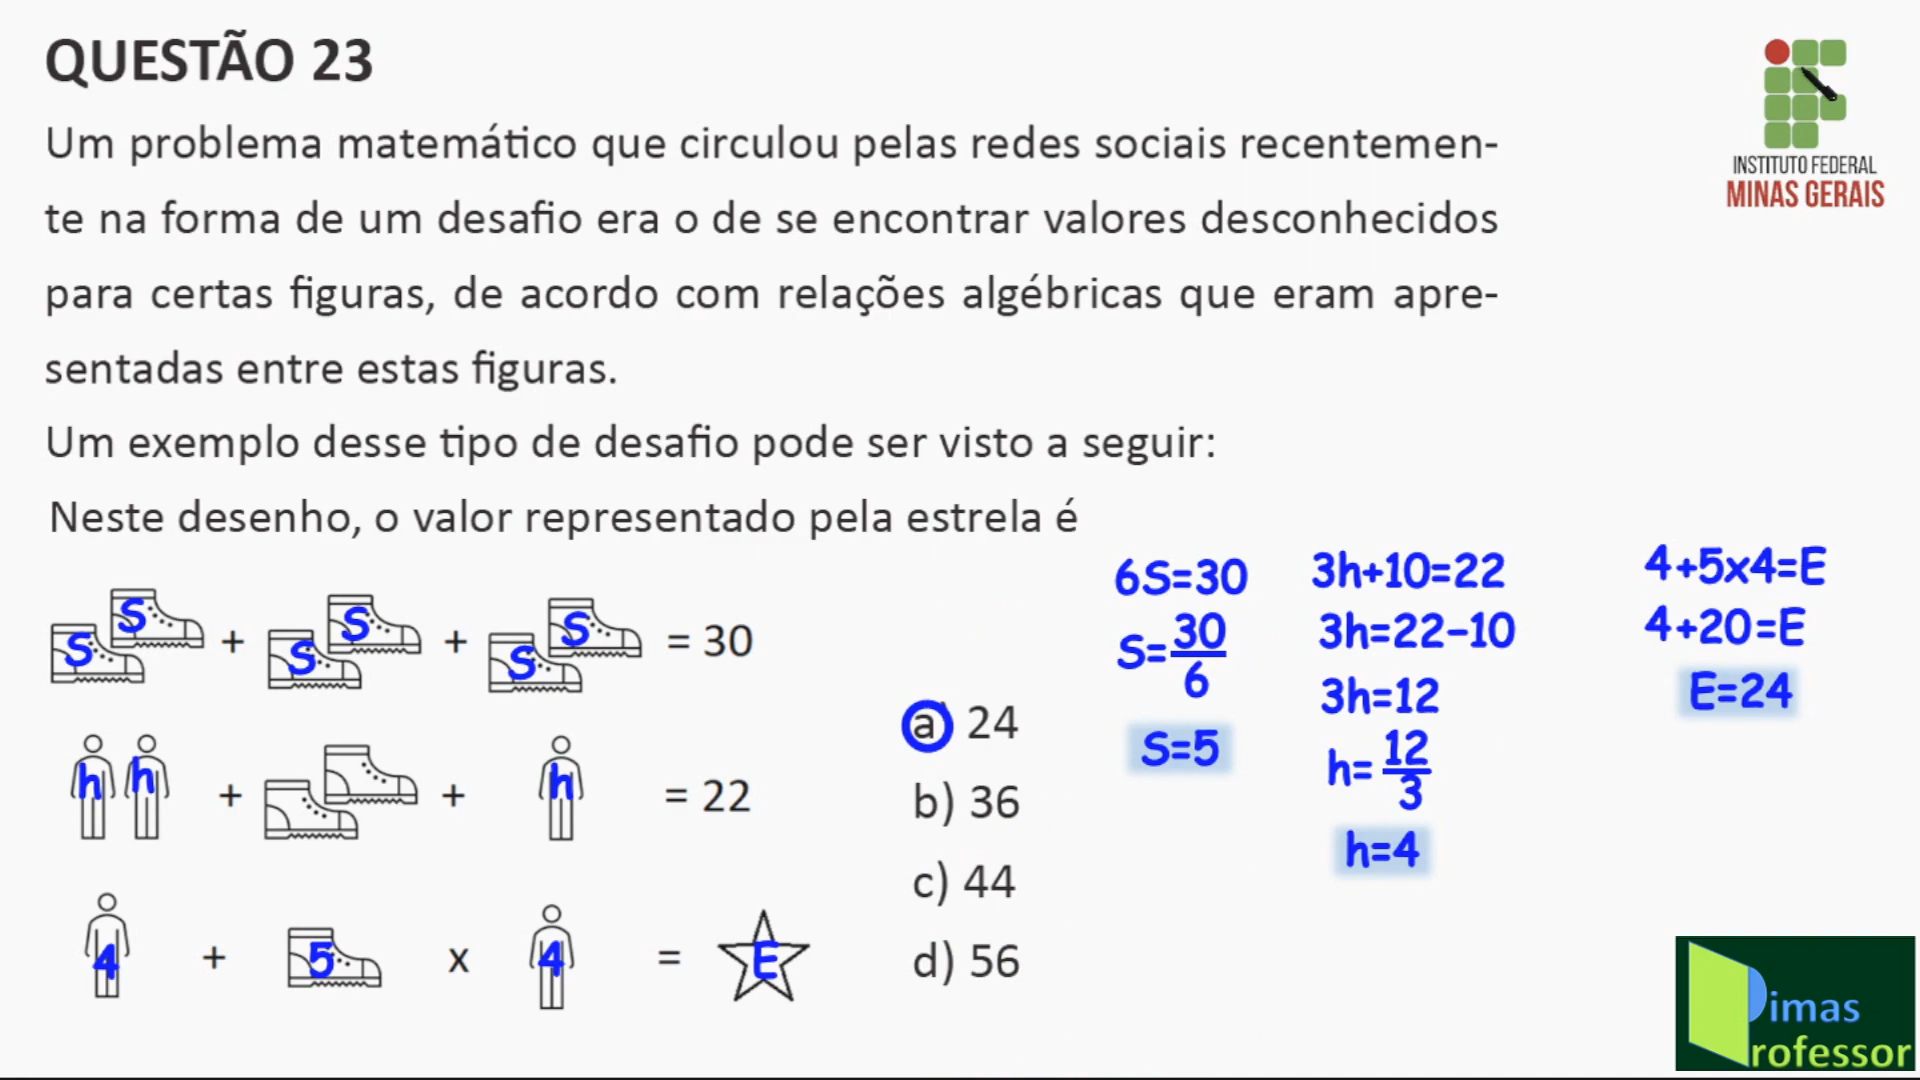 QUESTÃO 23
Um problema matemático que circulou pelas redes sociais recentemen-
te na forma de um desafio era o de se encontrar valores desconhecidos
para certas figuras, de acordo com relações algébricas que eram apre-
sentadas entre estas figuras.
Um exemplo desse tipo de desafio pode ser visto a seguir:
Neste desenho, o valor representado pela estrela é
INSTITUTO FEDERAL
MINAS GERAIS
S S + S S + S S = 30
h h + + h = 22
4 + 5 x 4 = E
a) 24
b) 36
c) 44
d) 56
6S=30
S=30/6
S=5
3h+10=22
3h=22-10
3h=12
h=12/3
h=4
4+5x4=E
4+20=E
E=24
Dimas
Professor